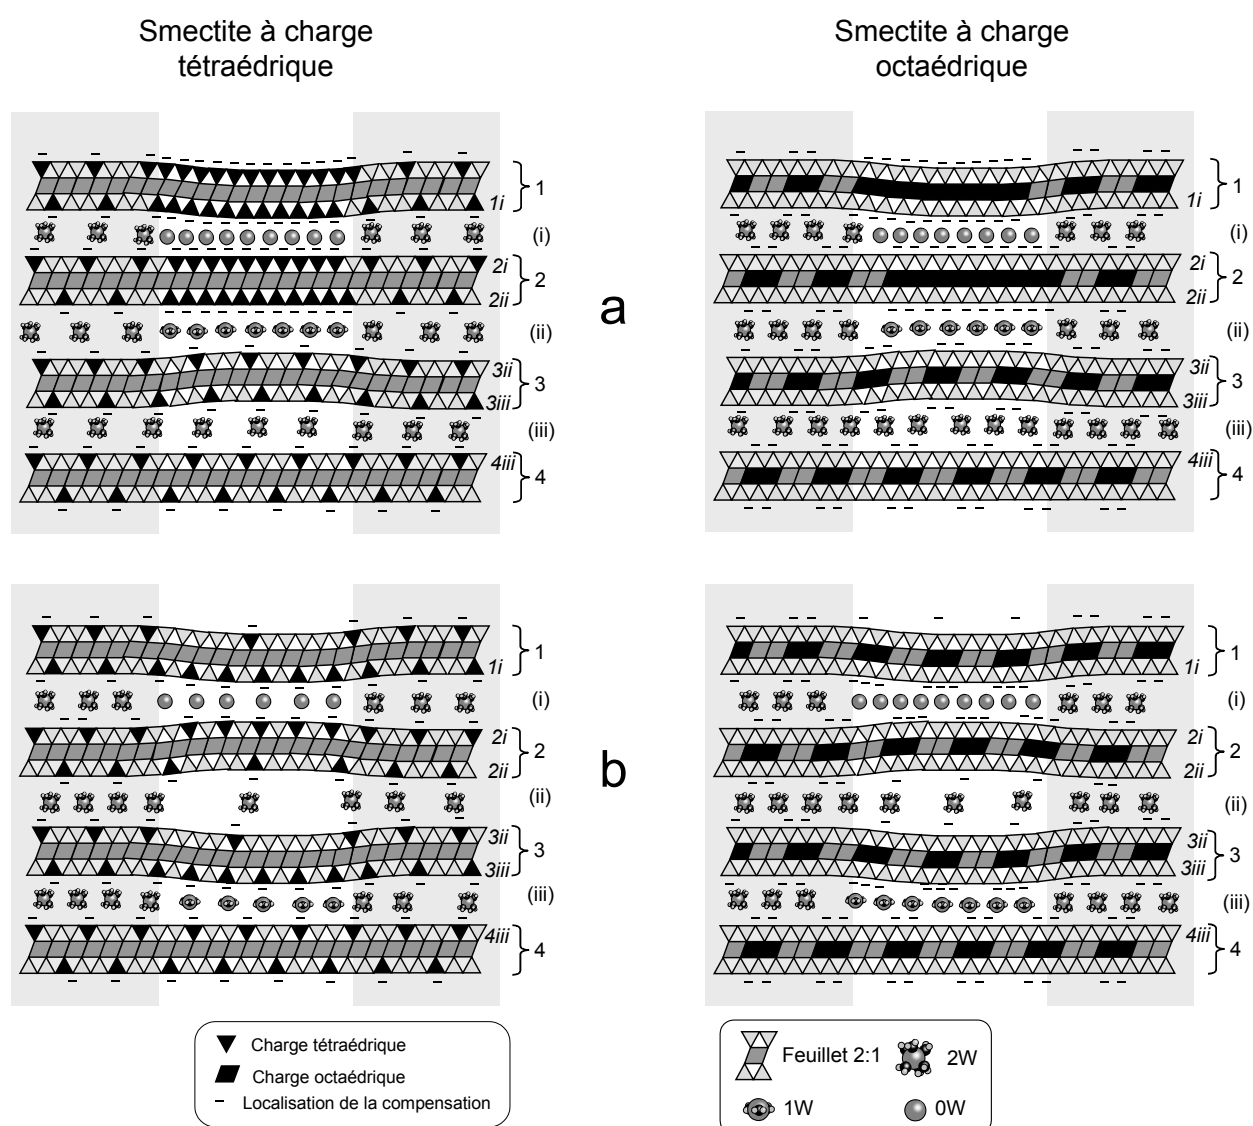 Smectite à charge
tétraédrique
Smectite à charge
octaédrique
1
1i
(i)
2i
2
2ii
(ii)
3ii
3
3iii
(iii)
4iii
4
a
1
1i
(i)
2i
2
2ii
(ii)
3ii
3
3iii
(iii)
4iii
4
1
1i
(i)
2i
2
2ii
(ii)
3ii
3
3iii
(iii)
4iii
4
b
1
1i
(i)
2i
2
2ii
(ii)
3ii
3
3iii
(iii)
4iii
4
Charge tétraédrique
Charge octaédrique
Localisation de la compensation
Feuillet 2:1
2W
1W
0W